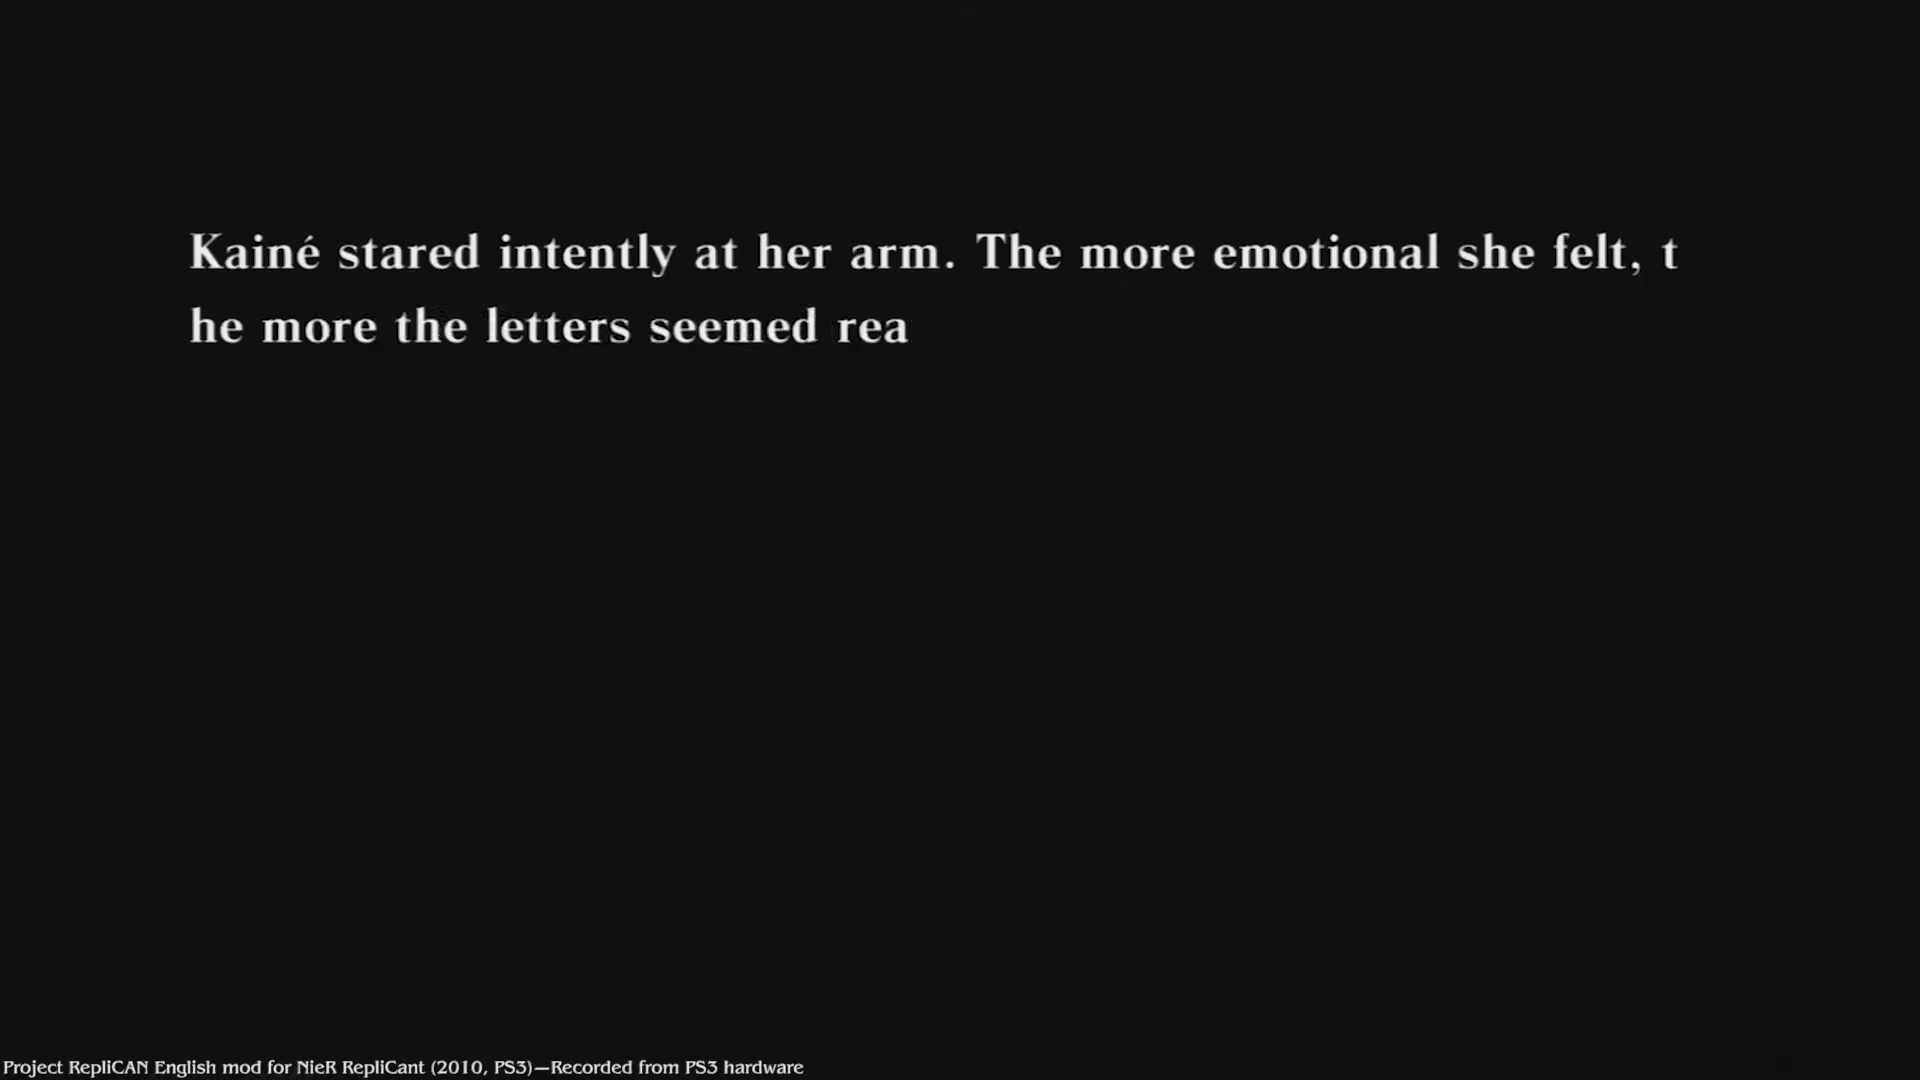 Kainé stared intently at her arm. The more emotional she felt, t
he more the letters seemed rea
Project RepliCAN English mod for NieR RepliCant (2010, PS3)—Recorded from PS3 hardware